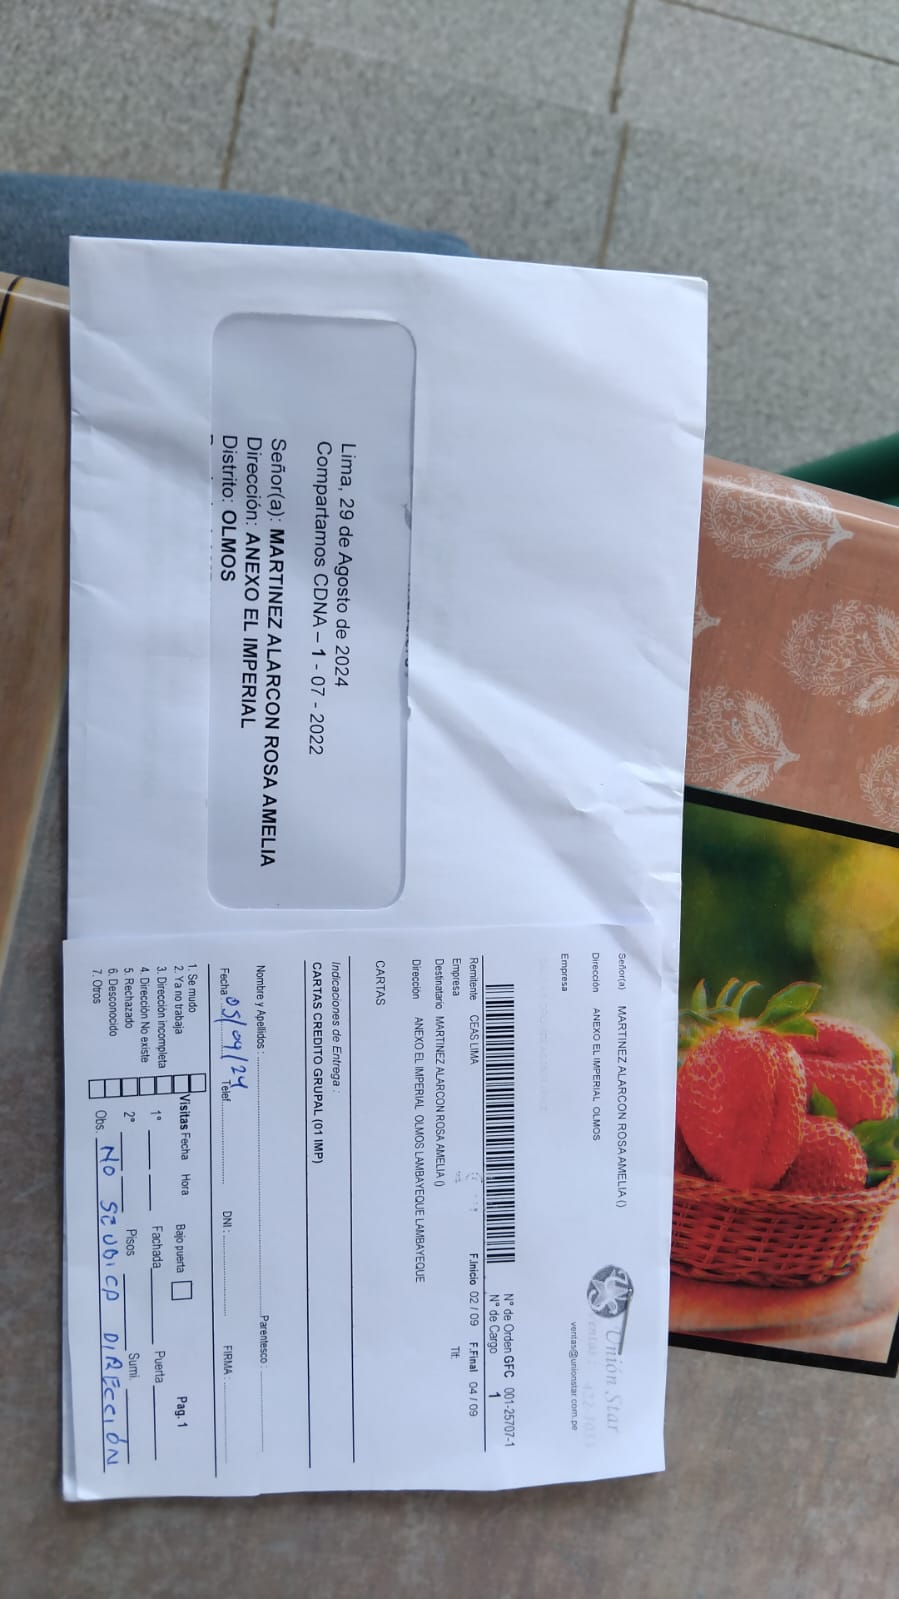 Lima, 29 de Agosto de 2024
Compartamos CDNA – 1 - 07 - 2022
Señor(a): MARTINEZ ALARCON ROSA AMELIA
Dirección: ANEXO EL IMPERIAL
Distrito: OLMOS
Unión Star
ventas@unionstar.com.pe
Señor(a) MARTINEZ ALARCON ROSA AMELIA ()
Dirección ANEXO EL IMPERIAL OLMOS
Empresa
N° de Orden GFC 001-25707-1
N° de Cargo 1
Remitente CEAS LIMA F.Inicio 02 / 09 F.Final 04 / 09
Empresa Tlf:
Destinatario MARTINEZ ALARCON ROSA AMELIA ()
Dirección ANEXO EL IMPERIAL OLMOS LAMBAYEQUE LAMBAYEQUE
CARTAS
Indicaciones de Entrega :
CARTAS CREDITO GRUPAL (01 IMP)
Nombre y Apellidos : Parentesco :
Fecha : 05/09/24 Telef. DNI : FIRMA :
1. Se mudo
2. Ya no trabaja
3. Dirección incompleta
4. Dirección No existe
5. Rechazado
6. Desconocido
7. Otros
Visitas Fecha Hora Bajo puerta Pag. 1
1° Fachada Puerta
2° Pisos Sumi.
Obs. NO SE UBICA DIRECCIÓN